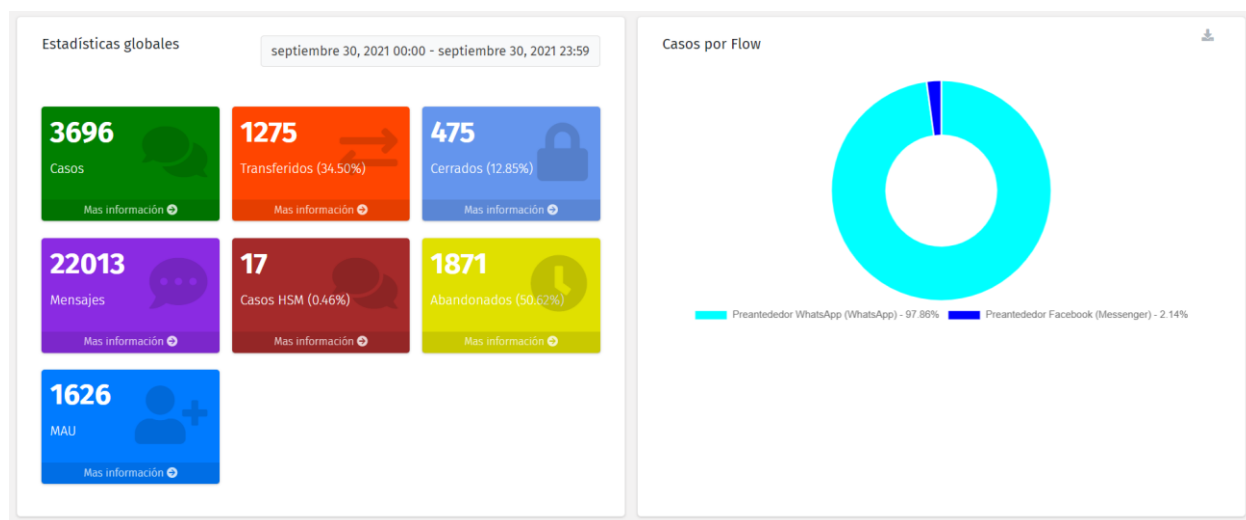 Estadísticas globales
septiembre 30, 2021 00:00 - septiembre 30, 2021 23:59
3696
Casos
Mas información
1275
Transferidos (34.50%)
Mas información
475
Cerrados (12.85%)
Mas información
22013
Mensajes
Mas información
17
Casos HSM (0.46%)
Mas información
1871
Abandonados (50.62%)
Mas información
1626
MAU
Mas información
Casos por Flow
Preantededor WhatsApp (WhatsApp) - 97.86%
Preantededor Facebook (Messenger) - 2.14%